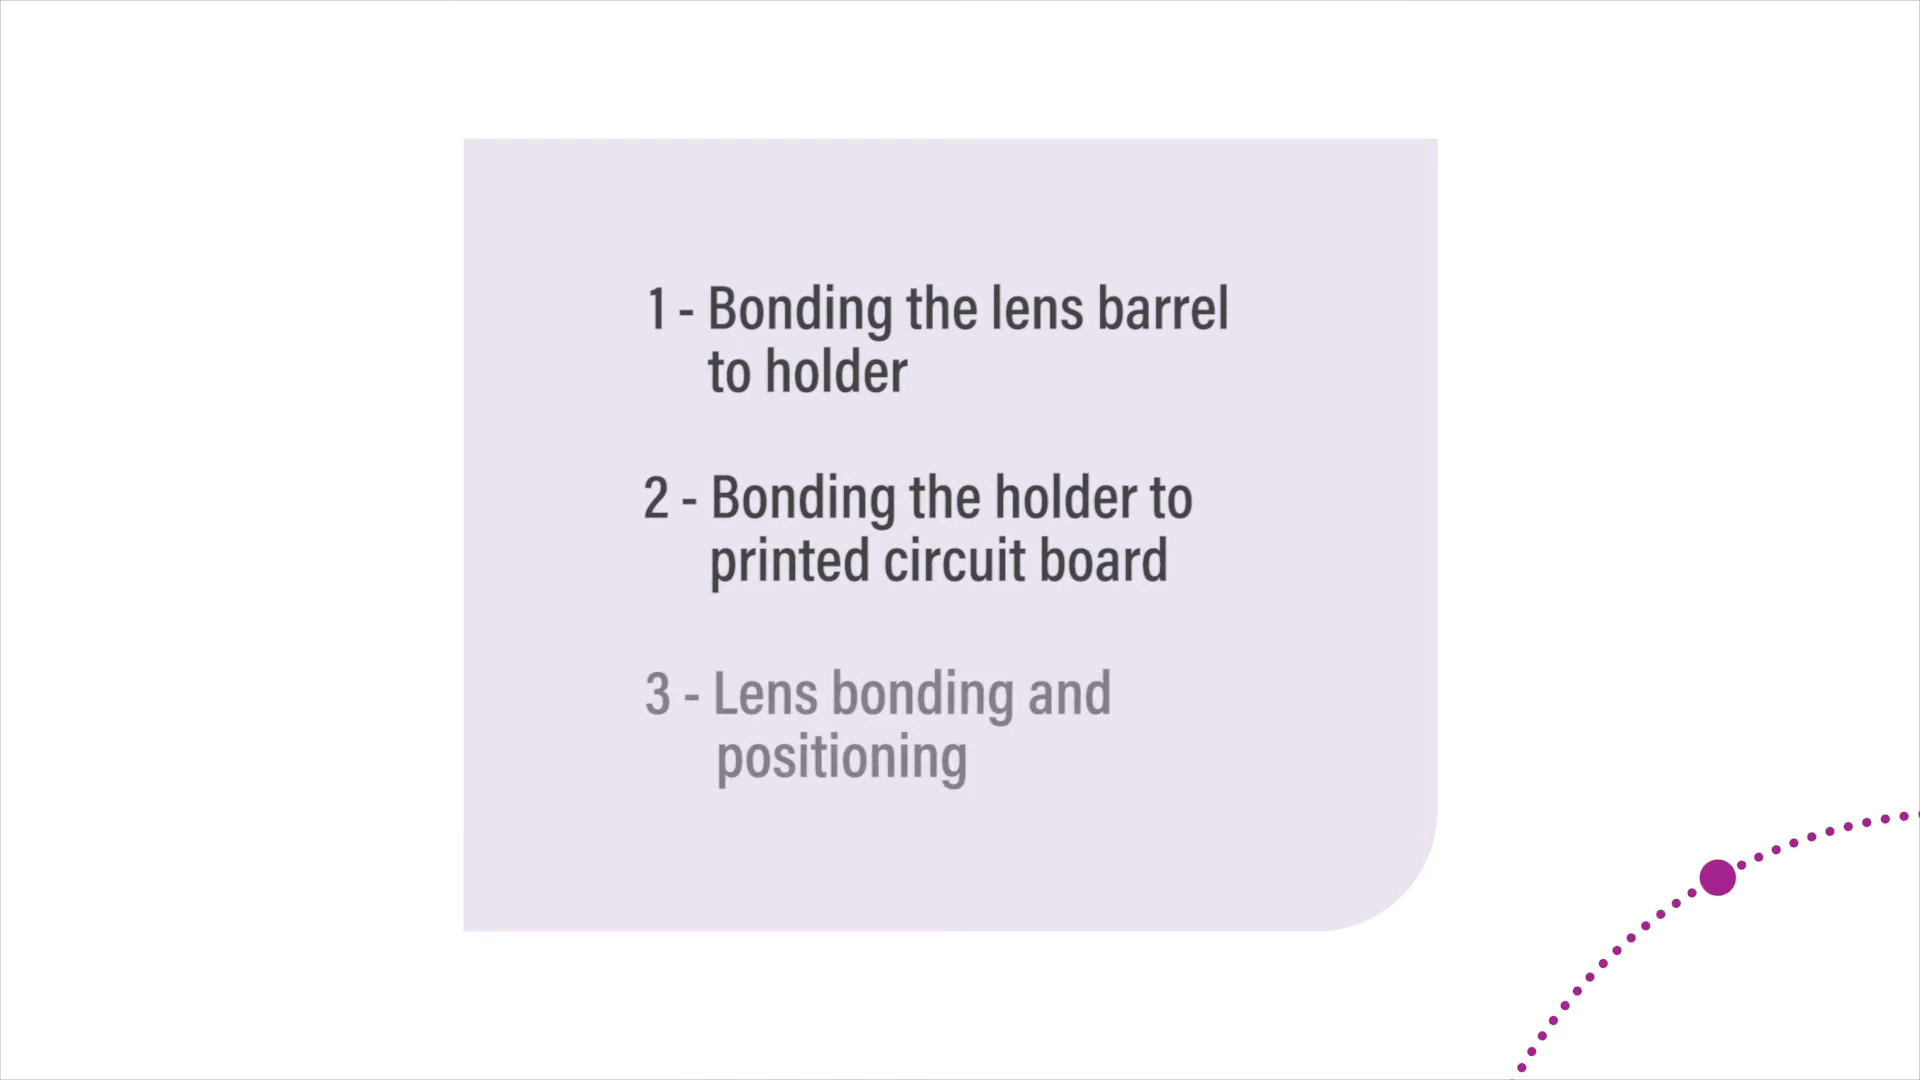 1 - Bonding the lens barrel
to holder
2 - Bonding the holder to
printed circuit board
3 - Lens bonding and
positioning